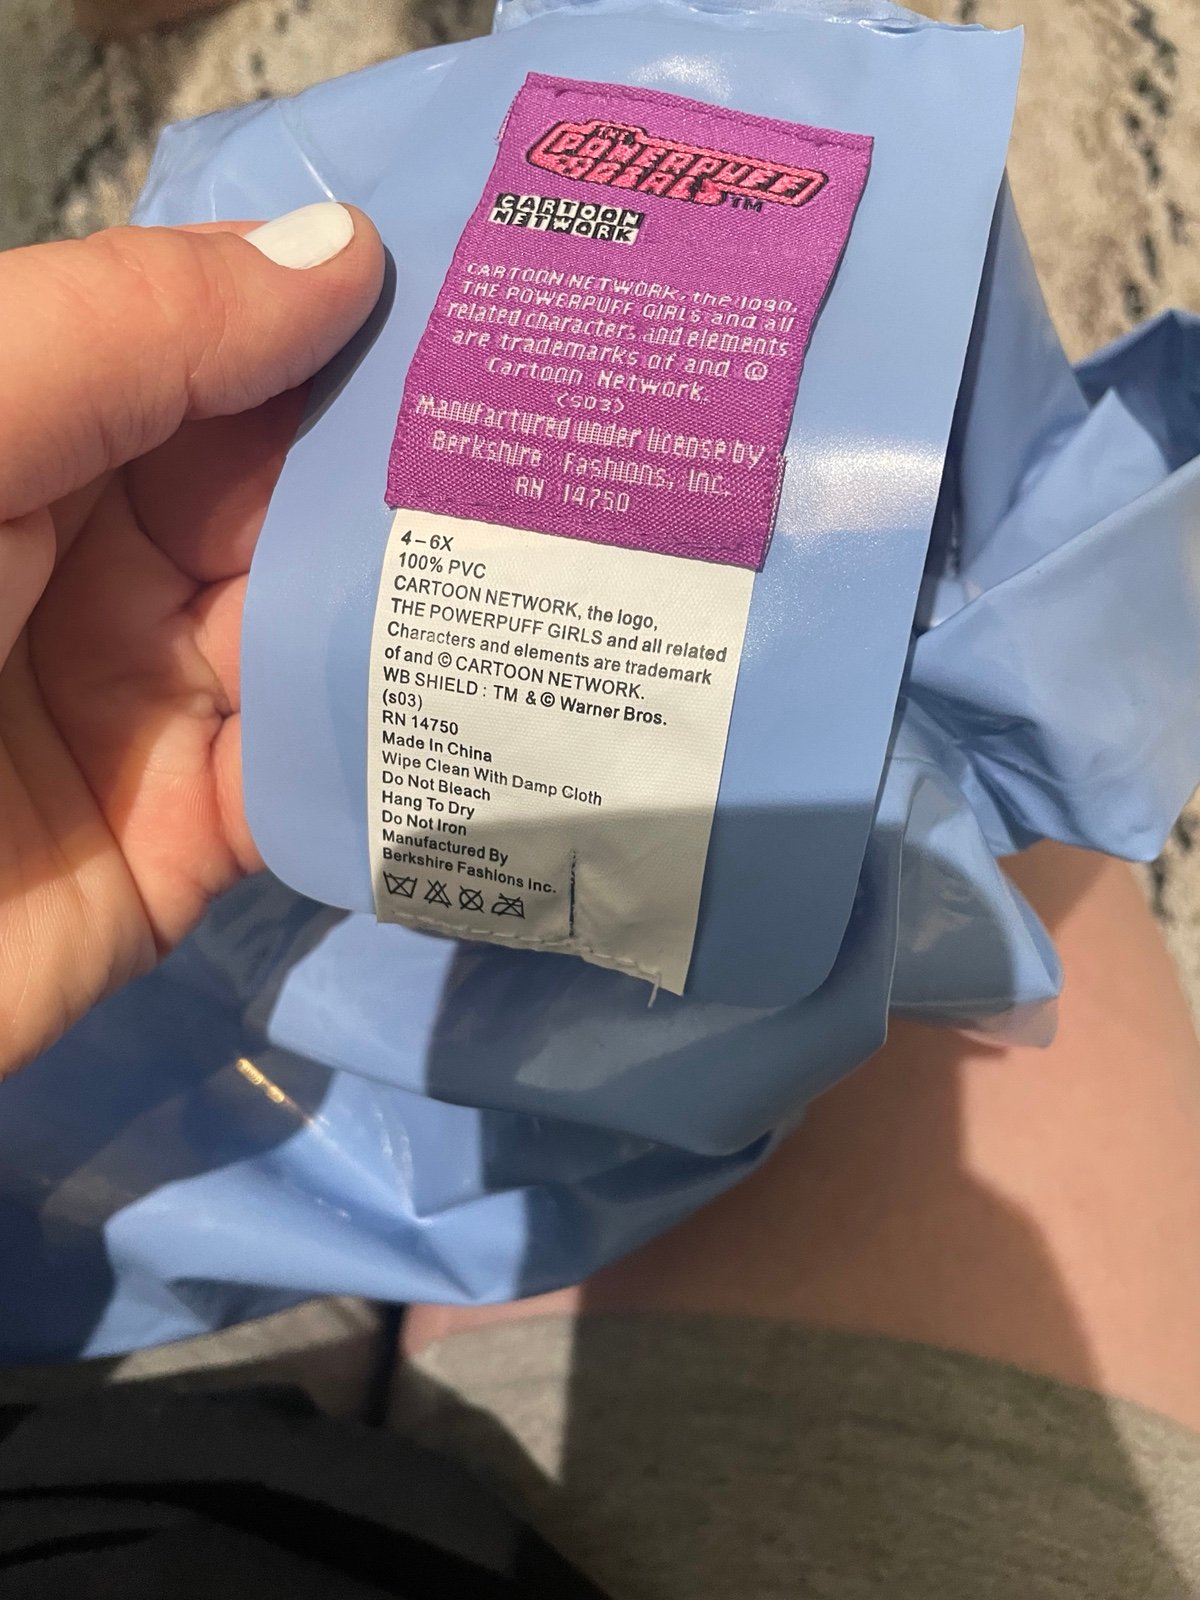 THE
POWERPUFF
GIRLS™
CARTOON
NETWORK
CARTOON NETWORK, the logo,
THE POWERPUFF GIRLS and all
related characters and elements
are trademarks of and ©
Cartoon Network.
(s03)
Manufactured under license by
Berkshire Fashions, Inc.
RN 14750
4–6X
100% PVC
CARTOON NETWORK, the logo,
THE POWERPUFF GIRLS and all related
Characters and elements are trademark
of and © CARTOON NETWORK.
WB SHIELD : TM & © Warner Bros.
(s03)
RN 14750
Made In China
Wipe Clean With Damp Cloth
Do Not Bleach
Hang To Dry
Do Not Iron
Manufactured By
Berkshire Fashions Inc.